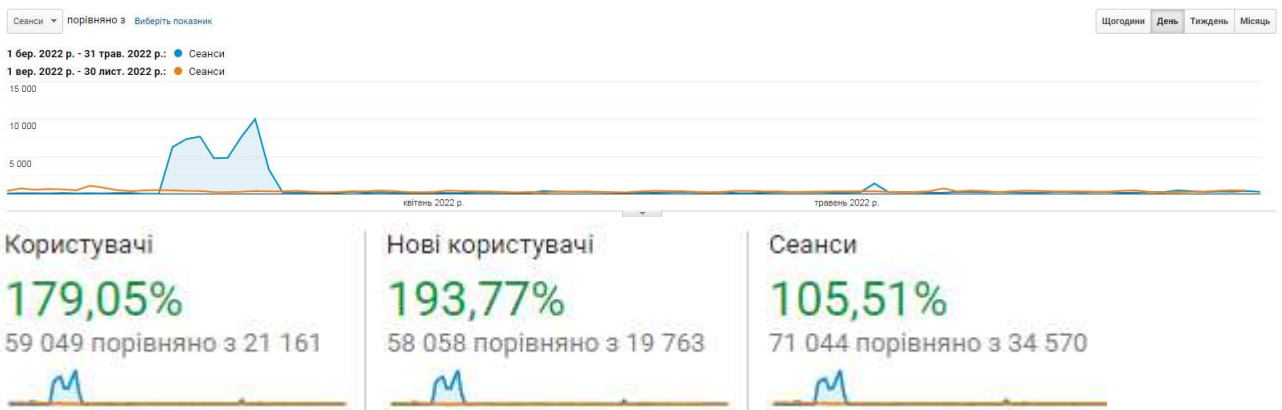 Сеанси порівняно з Виберіть показник
Щогодини День Тиждень Місяць
1 бер. 2022 р. - 31 трав. 2022 р.: Сеанси
1 вер. 2022 р. - 30 лист. 2022 р.: Сеанси
15 000
10 000
5 000
квітень 2022 р. травень 2022 р.
Користувачі Нові користувачі Сеанси
179,05% 193,77% 105,51%
59 049 порівняно з 21 161 58 058 порівняно з 19 763 71 044 порівняно з 34 570